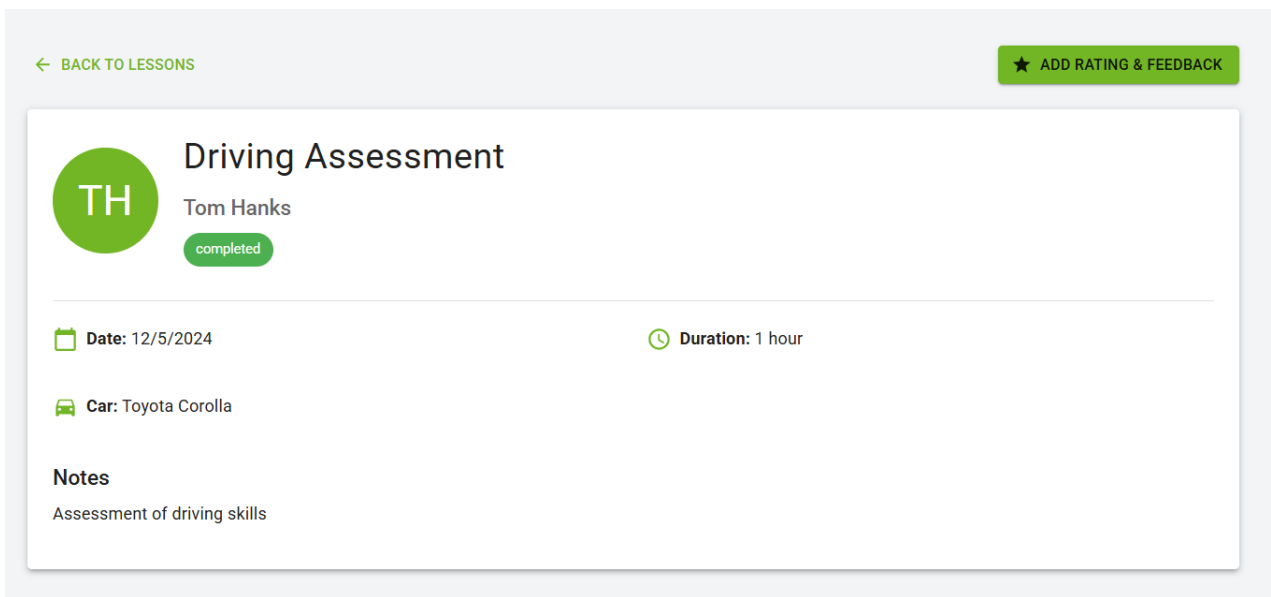 BACK TO LESSONS
ADD RATING & FEEDBACK
TH
Driving Assessment
Tom Hanks
completed
Date: 12/5/2024
Duration: 1 hour
Car: Toyota Corolla
Notes
Assessment of driving skills